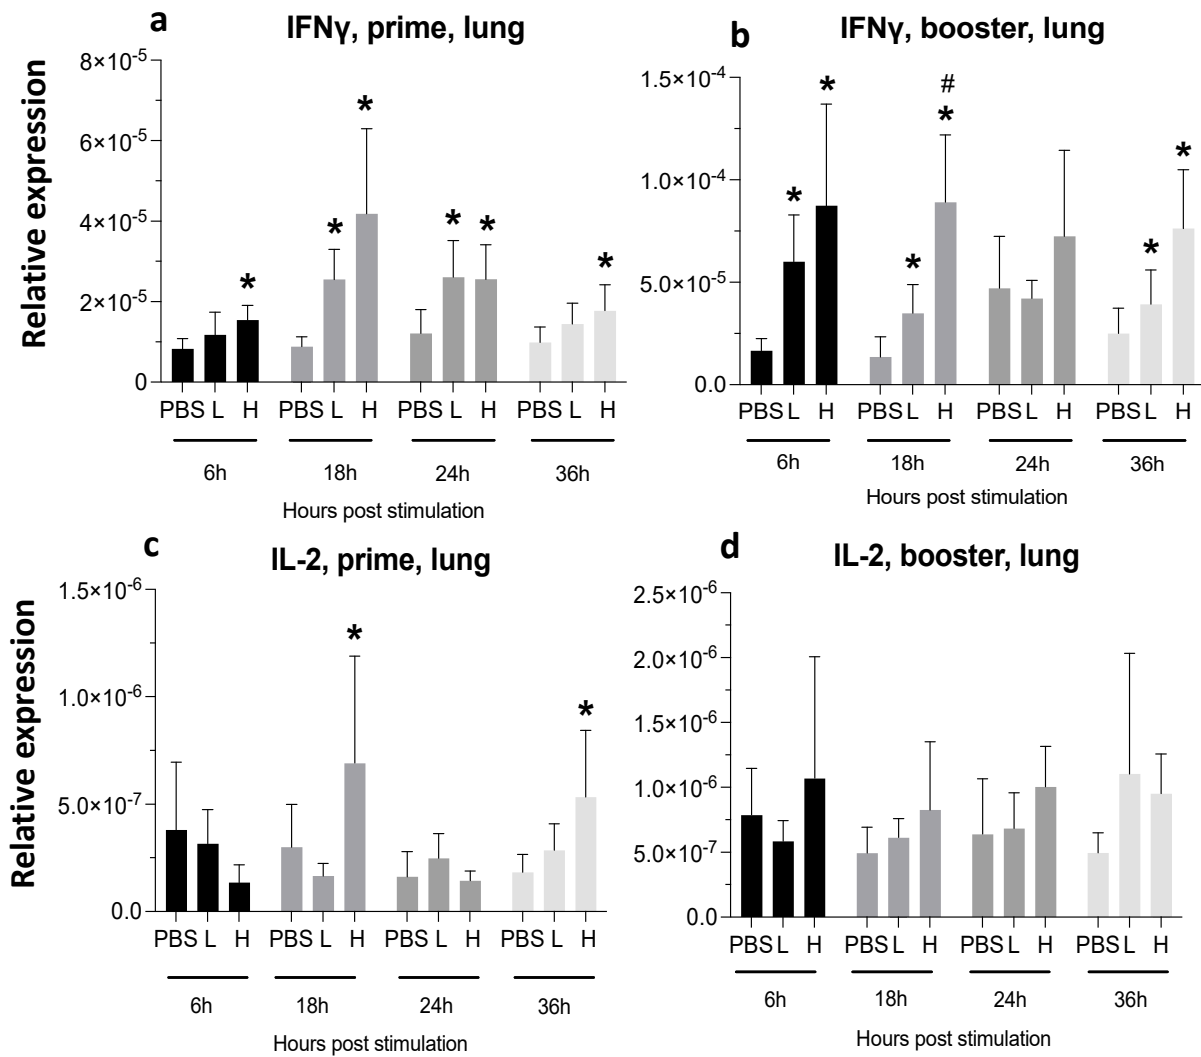 a
IFNγ, prime, lung
Relative expression
8×10⁻⁵
6×10⁻⁵
4×10⁻⁵
2×10⁻⁵
0
* * * * * *
PBS L H PBS L H PBS L H PBS L H
6h 18h 24h 36h
Hours post stimulation
b
IFNγ, booster, lung
1.5×10⁻⁴
1.0×10⁻⁴
5.0×10⁻⁵
0.0
* * * # * * *
PBS L H PBS L H PBS L H PBS L H
6h 18h 24h 36h
Hours post stimulation
c
IL-2, prime, lung
Relative expression
1.5×10⁻⁶
1.0×10⁻⁶
5.0×10⁻⁷
0.0
* *
PBS L H PBS L H PBS L H PBS L H
6h 18h 24h 36h
Hours post stimulation
d
IL-2, booster, lung
2.5×10⁻⁶
2.0×10⁻⁶
1.5×10⁻⁶
1.0×10⁻⁶
5.0×10⁻⁷
0.0
PBS L H PBS L H PBS L H PBS L H
6h 18h 24h 36h
Hours post stimulation